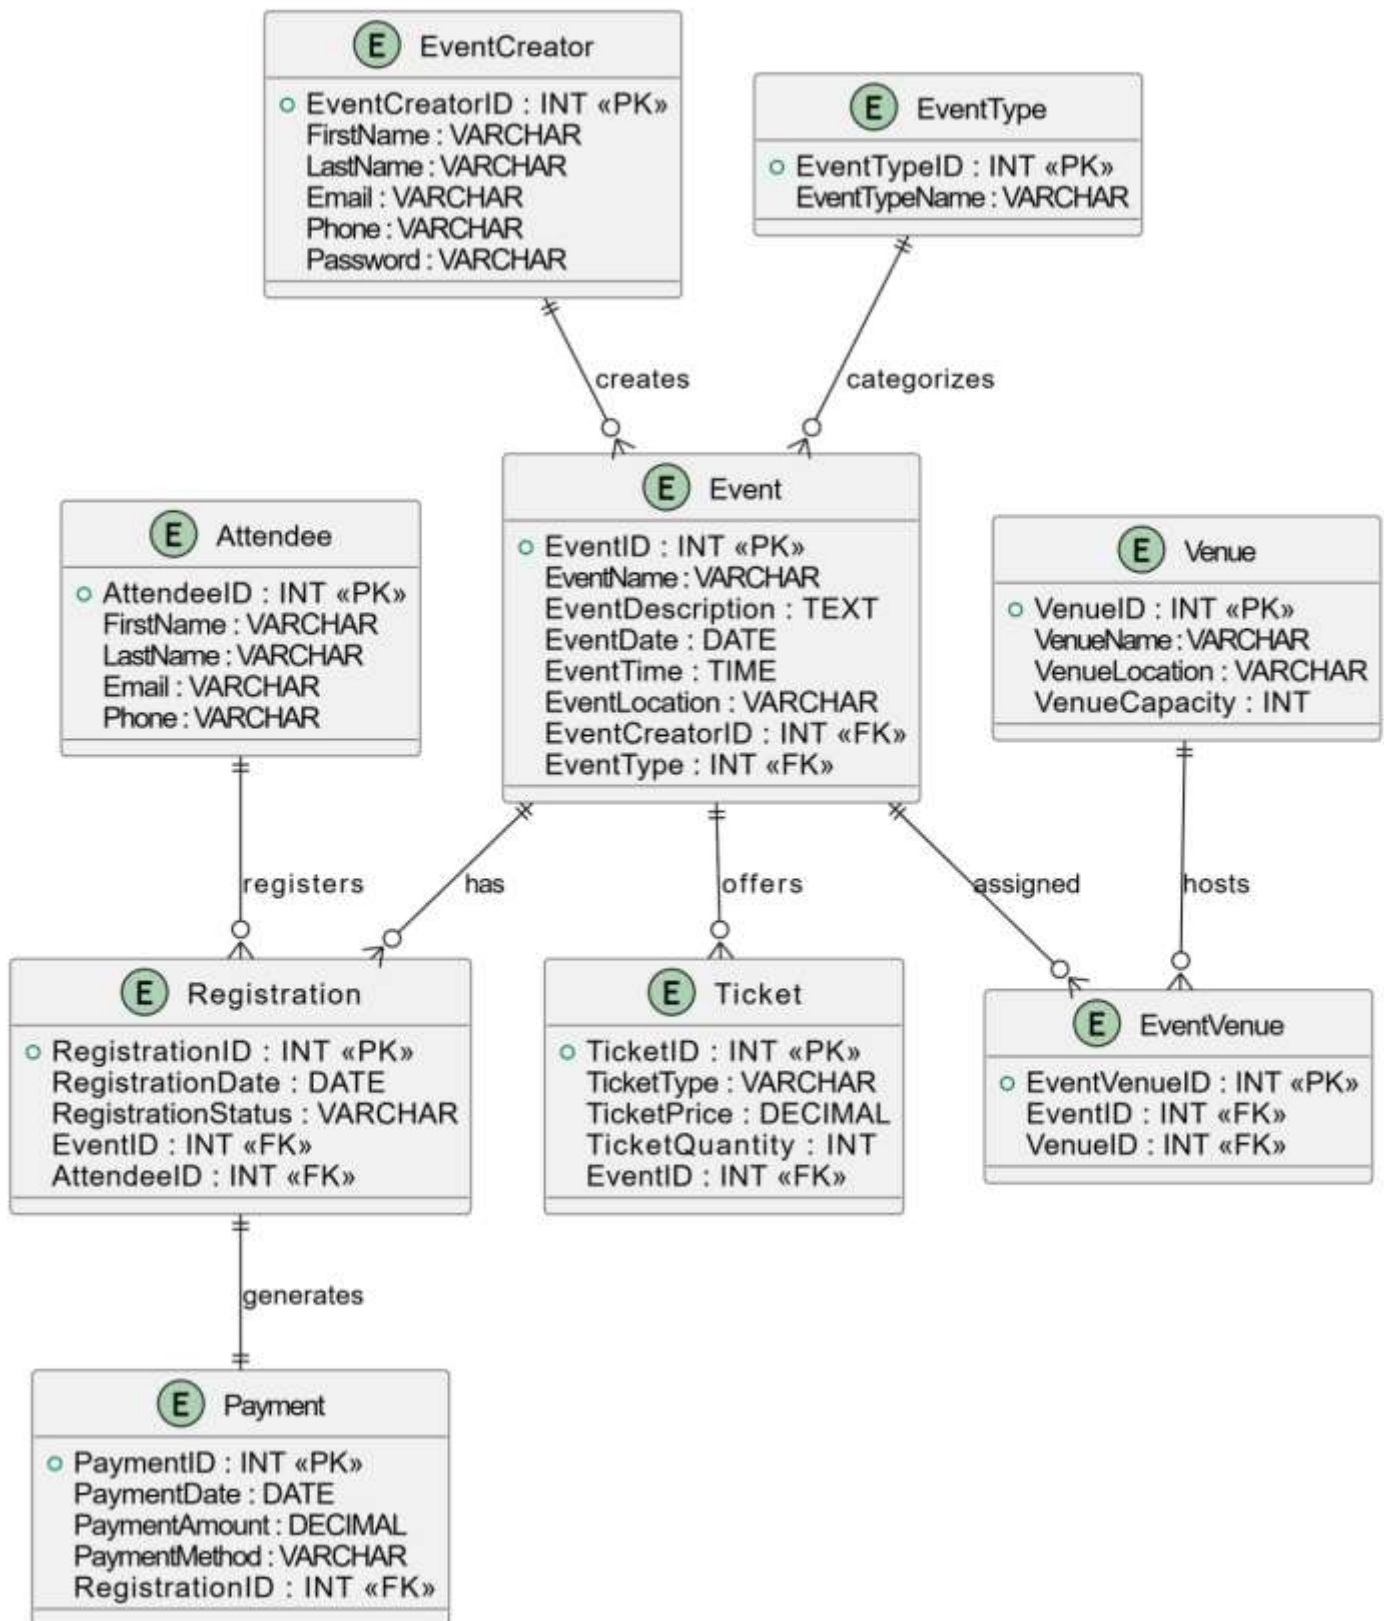 E EventCreator
EventCreatorID : INT «PK»
FirstName : VARCHAR
LastName : VARCHAR
Email : VARCHAR
Phone : VARCHAR
Password : VARCHAR
E EventType
EventTypeID : INT «PK»
EventTypeName : VARCHAR
creates
categorizes
E Event
EventID : INT «PK»
EventName : VARCHAR
EventDescription : TEXT
EventDate : DATE
EventTime : TIME
EventLocation : VARCHAR
EventCreatorID : INT «FK»
EventType : INT «FK»
E Attendee
AttendeeID : INT «PK»
FirstName : VARCHAR
LastName : VARCHAR
Email : VARCHAR
Phone : VARCHAR
E Venue
VenueID : INT «PK»
VenueName : VARCHAR
VenueLocation : VARCHAR
VenueCapacity : INT
registers
has
offers
assigned
hosts
E Registration
RegistrationID : INT «PK»
RegistrationDate : DATE
RegistrationStatus : VARCHAR
EventID : INT «FK»
AttendeeID : INT «FK»
E Ticket
TicketID : INT «PK»
TicketType : VARCHAR
TicketPrice : DECIMAL
TicketQuantity : INT
EventID : INT «FK»
E EventVenue
EventVenueID : INT «PK»
EventID : INT «FK»
VenueID : INT «FK»
generates
E Payment
PaymentID : INT «PK»
PaymentDate : DATE
PaymentAmount : DECIMAL
PaymentMethod : VARCHAR
RegistrationID : INT «FK»